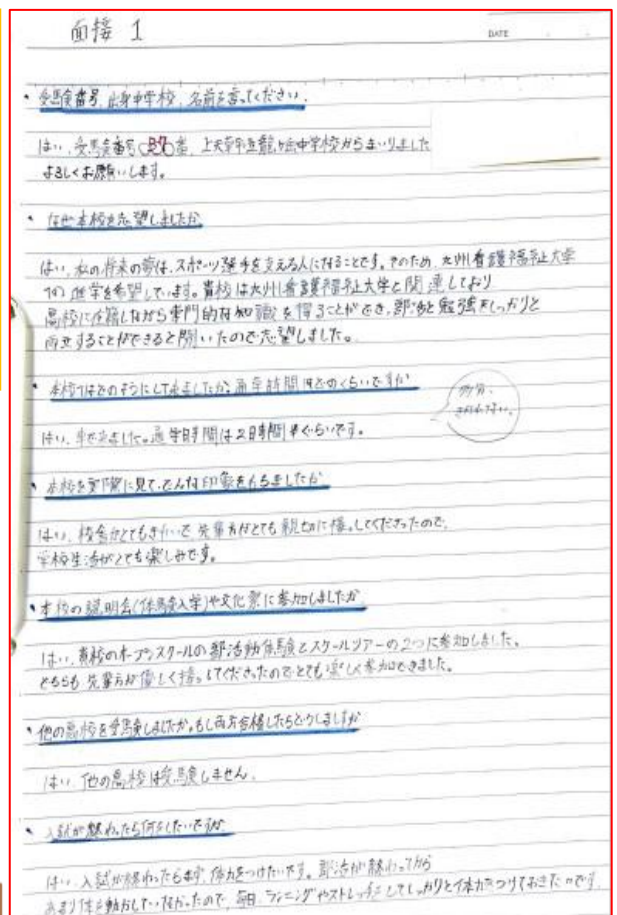 面接 1
DATE
・受験番号、出身中学校、名前を言ってください。
はい、受験番号 番、上天草市立龍ヶ岳中学校からまいりました
よろしくお願いします。
・なぜ本校を志望しましたか
はい、私の将来の夢は、スポーツ選手を支える人になることです。そのため、九州看護福祉大学
への進学を希望しています。貴校は九州看護福祉大学と関連しており
高校に在籍しながら専門的な知識を得ることができ、部活と勉強をしっかりと
両立することができると聞いたので志望しました。
・本校までどのようにして来ましたか。通学時間はどのくらいですか
多分、
きかれない。
はい、車で来ました。通学時間は2時間半くらいです。
・本校を実際に見て、どんな印象をもちましたか
はい、校舎がとてもきれいで、先輩方がとても親切に接してくださったので、
学校生活がとても楽しみです。
・本校の説明会(体験入学)や文化祭に参加しましたか
はい、貴校のオープンスクールの部活動体験とスクールツアーの2つに参加しました。
どちらも先輩方が優しく接してくださったのでとても楽しく参加できました。
・他の高校を受験しましたか。もし両方合格したらどうしますか
はい、他の高校は受験しません。
・入試が終わったら何をしたいですか
はい、入試が終わったらまず、体力をつけたいです。部活が終わってから
あまり体を動かしていなかったので、毎日、ランニングやストレッチをしてしっかりと体力をつけておきたいです